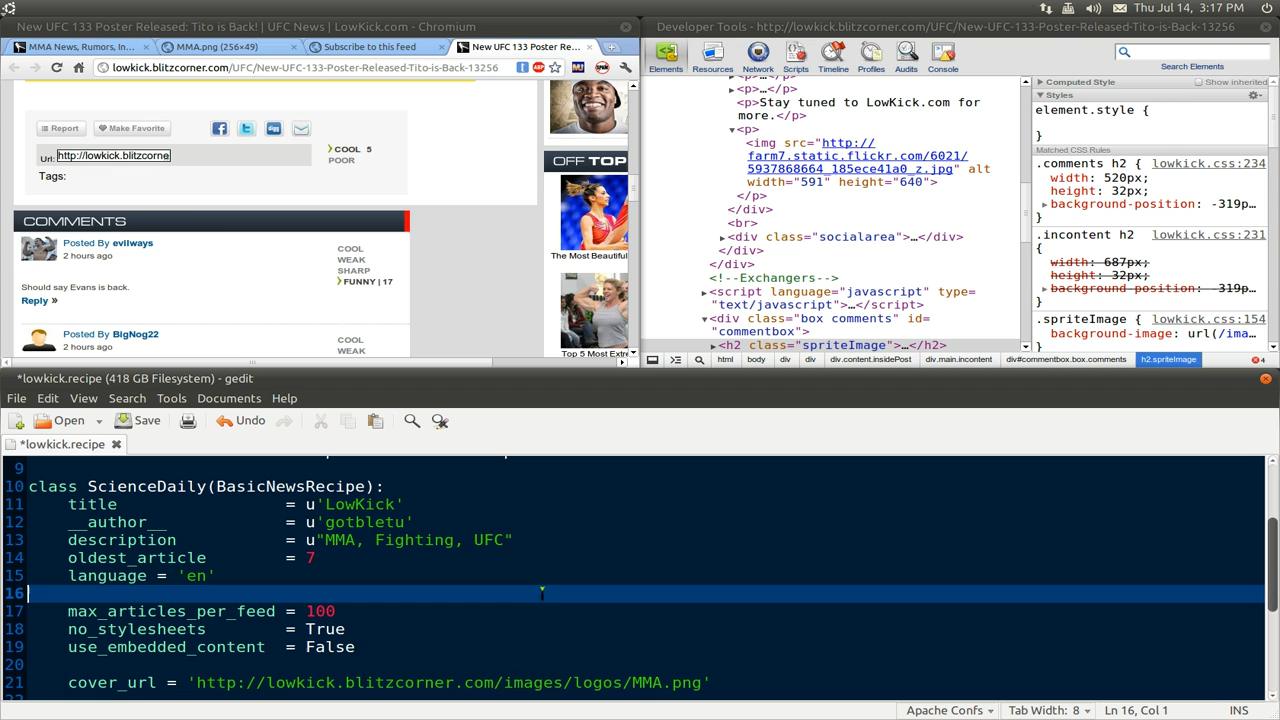 Thu Jul 14, 3:17 PM
New UFC 133 Poster Released: Tito is Back! | UFC News | LowKick.com - Chromium
MMA News, Rumors, In...
MMA.png (256×49)
Subscribe to this feed
New UFC 133 Poster Re...
lowkick.blitzcorner.com/UFC/New-UFC-133-Poster-Released-Tito-is-Back-13256
Report
Make Favorite
COOL 5
POOR
Url: http://lowkick.blitzcorne
Tags:
COMMENTS
Posted By evilways
2 hours ago
COOL
WEAK
SHARP
FUNNY | 17
Should say Evans is back.
Reply »
Posted By BigNog22
2 hours ago
COOL
WEAK
OFF TOP
The Most Beautiful
Top 5 Most Extre
Developer Tools - http://lowkick.blitzcorner.com/UFC/New-UFC-133-Poster-Released-Tito-is-Back-13256
Elements
Resources
Network
Scripts
Timeline
Profiles
Audits
Console
Search Elements
▶<p>…</p>
▶<p>…</p>
<p>Stay tuned to LowKick.com for
more.</p>
▼<p>
<img src="http://
farm7.static.flickr.com/6021/
5937868664_185ece41a0_z.jpg" alt
width="591" height="640">
</p>
</div>
<br>
▶<div class="socialarea">…</div>
</div>
</div>
<!--Exchangers-->
▶<script language="javascript" type=
"text/javascript">…</script>
▼<div class="box comments" id=
"commentbox">
▶<h2 class="spriteImage">…</h2>
▶ Computed Style
Show inherited
▼ Styles
element.style {
}
Matched CSS Rules
.comments h2 { lowkick.css:234
width: 520px;
height: 32px;
▶ background-position: -319p…
}
.incontent h2 lowkick.css:231
{
width: 687px;
height: 32px;
▶ background-position: -319p…
}
.spriteImage { lowkick.css:154
background-image: url(/ima…
html
body
div
div
div.content.insidePost
div.main.incontent
div#commentbox.box.comments
h2.spriteImage
4
*lowkick.recipe (418 GB Filesystem) - gedit
File Edit View Search Tools Documents Help
Open
Save
Undo
*lowkick.recipe
9
10 class ScienceDaily(BasicNewsRecipe):
11 title = u'LowKick'
12 __author__ = u'gotbletu'
13 description = u"MMA, Fighting, UFC"
14 oldest_article = 7
15 language = 'en'
16
17 max_articles_per_feed = 100
18 no_stylesheets = True
19 use_embedded_content = False
20
21 cover_url = 'http://lowkick.blitzcorner.com/images/logos/MMA.png'
Apache Confs
Tab Width: 8
Ln 16, Col 1
INS